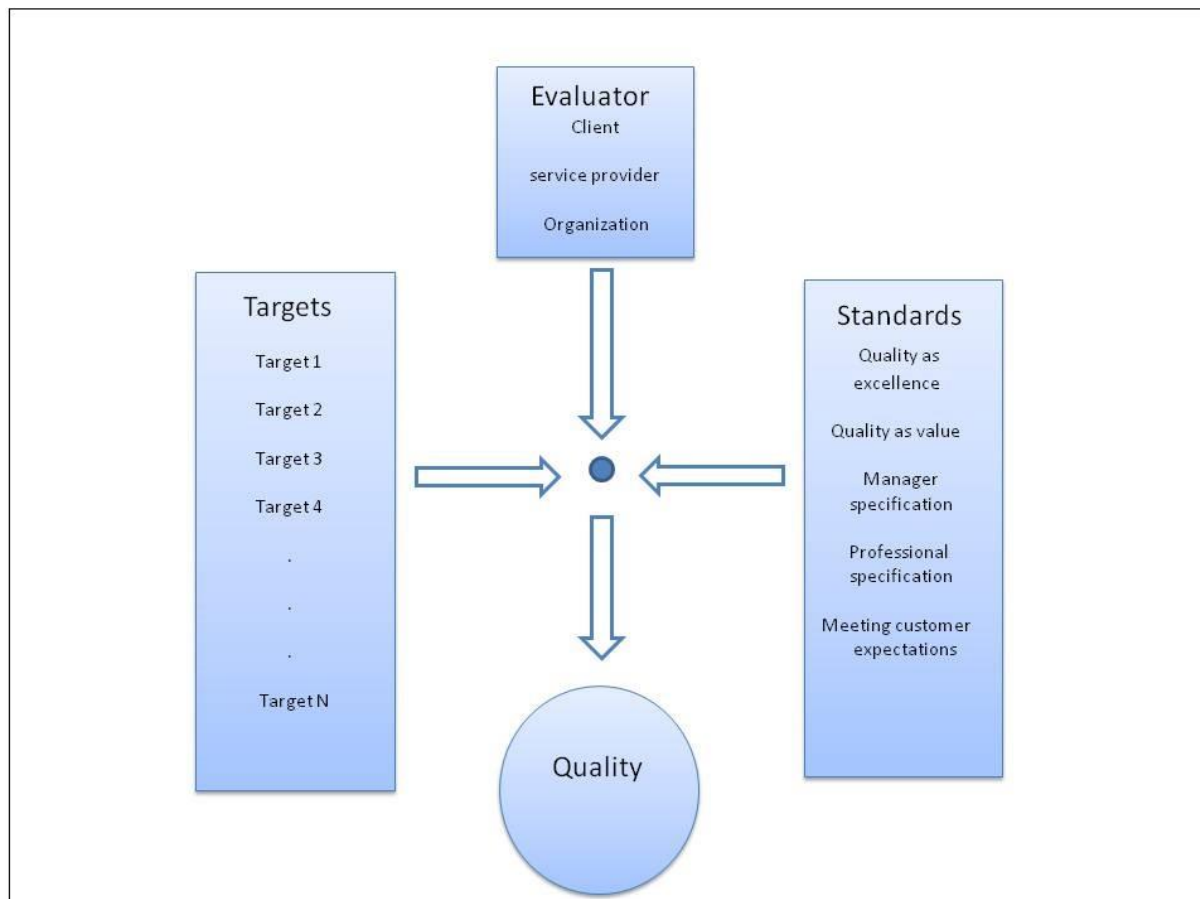 Evaluator
Client
service provider
Organization
Targets
Target 1
Target 2
Target 3
Target 4
.
.
.
Target N
Standards
Quality as
excellence
Quality as value
Manager
specification
Professional
specification
Meeting customer
expectations
Quality